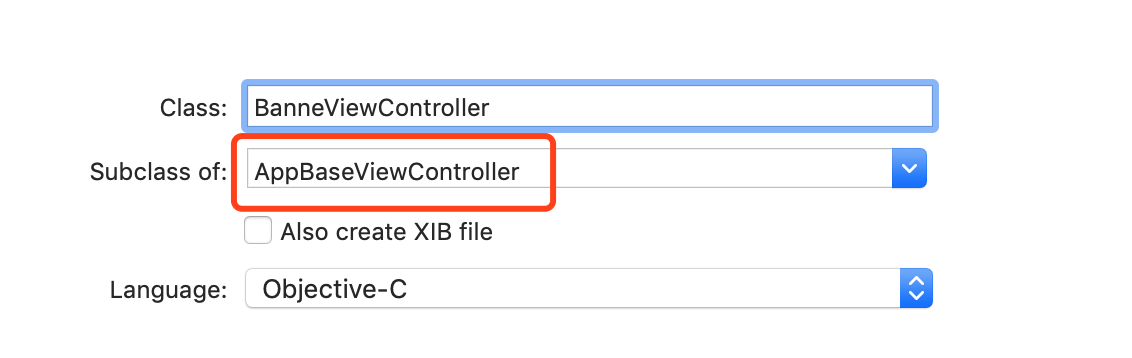 Class: BanneViewController
Subclass of: AppBaseViewController
Also create XIB file
Language: Objective-C